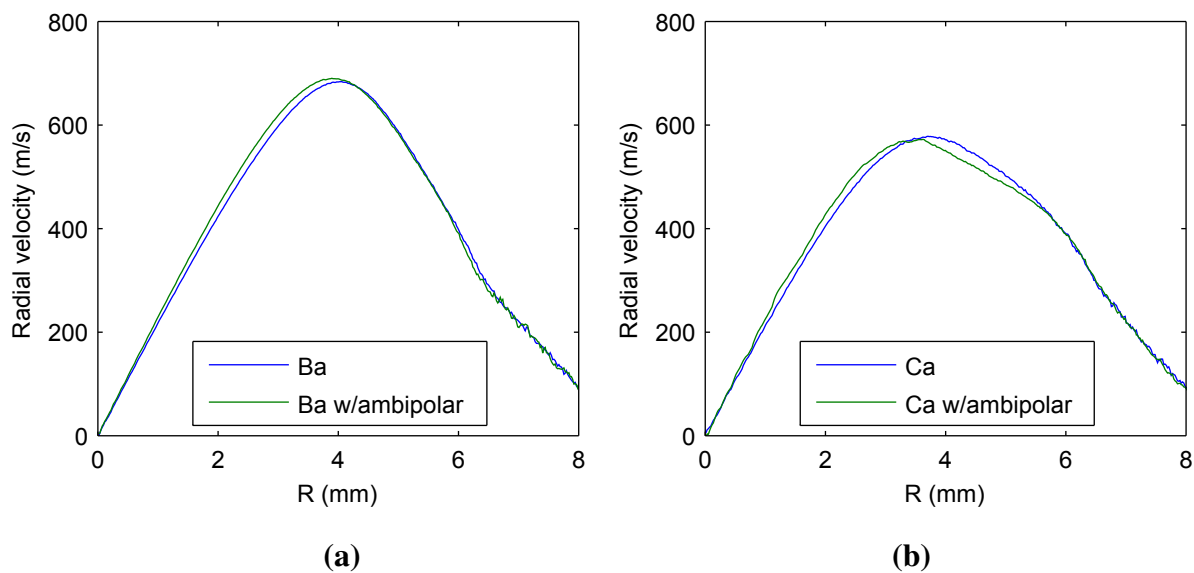 800
600
400
200
0
Radial velocity (m/s)
Ba
Ba w/ambipolar
0 2 4 6 8
R (mm)
(a)
800
600
400
200
0
Radial velocity (m/s)
Ca
Ca w/ambipolar
0 2 4 6 8
R (mm)
(b)